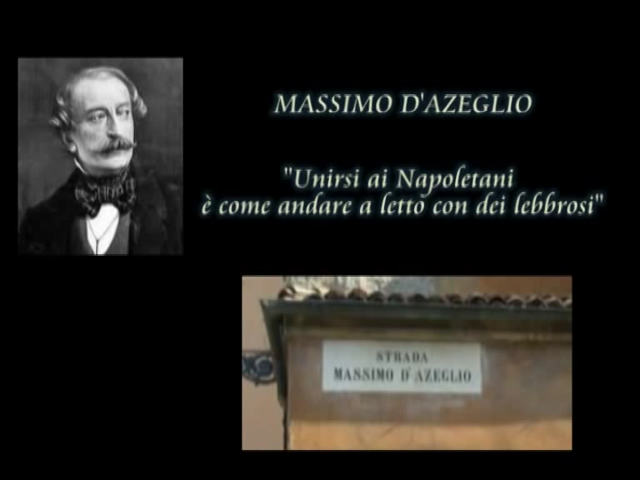 MASSIMO D'AZEGLIO
"Unirsi ai Napoletani
è come andare a letto con dei lebbrosi"
STRADA
MASSIMO D'AZEGLIO